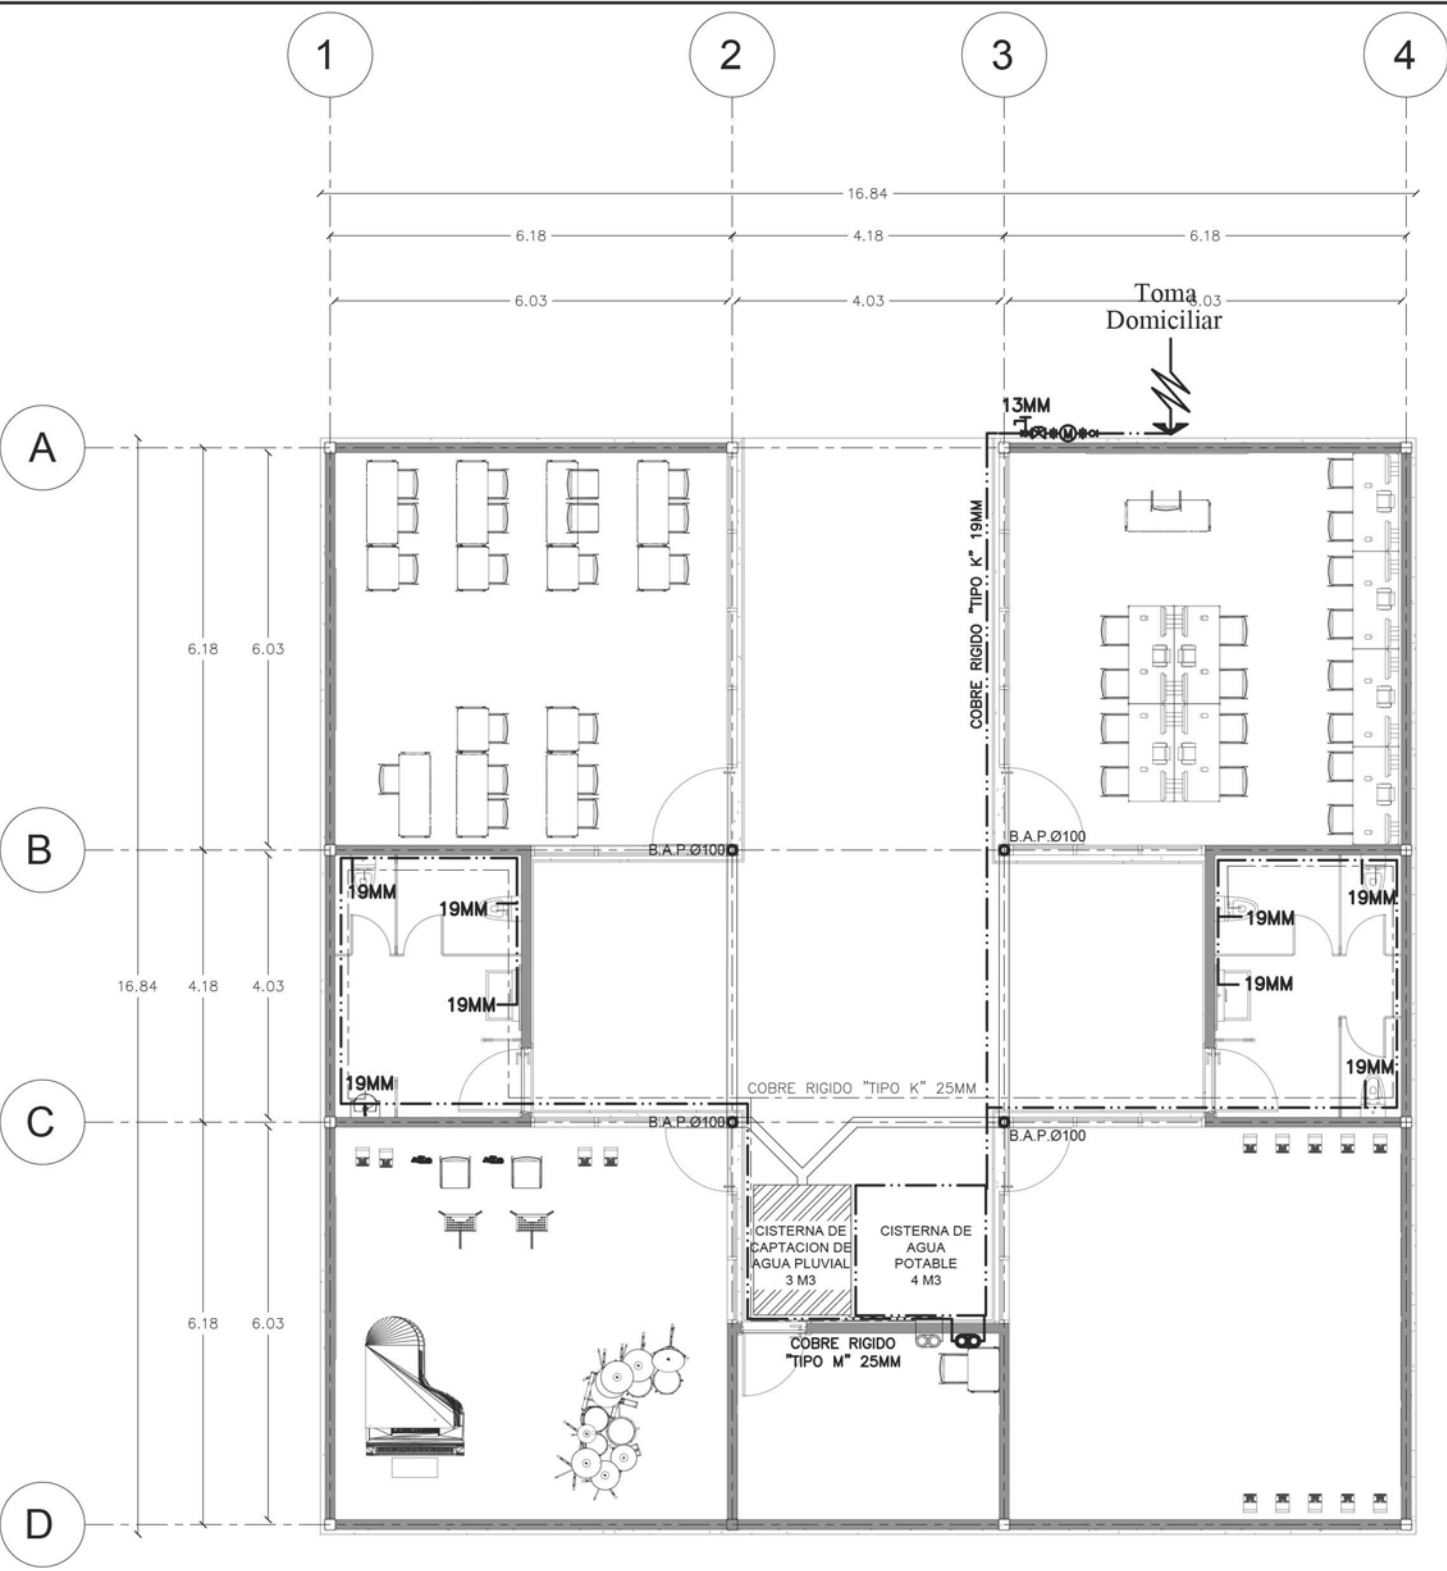 1
2
3
4
16.84
6.18
4.18
6.18
6.03
4.03
6.03
Toma
Domiciliar
13MM
M
A
COBRE RIGIDO "TIPO K" 19MM
6.18
6.03
B.A.P.Ø100
B.A.P.Ø100
B
19MM
19MM
19MM
19MM
19MM
19MM
16.84
4.18
4.03
19MM
19MM
COBRE RIGIDO "TIPO K" 25MM
C
B.A.P.Ø100
B.A.P.Ø100
CISTERNA DE
CAPTACION DE
AGUA PLUVIAL
3 M3
CISTERNA DE
AGUA
POTABLE
4 M3
6.18
6.03
COBRE RIGIDO
"TIPO M" 25MM
D